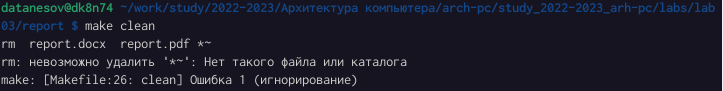 datanesov@dk8n74 ~/work/study/2022-2023/Архитектура компьютера/arch-pc/study_2022-2023_arh-pc/labs/lab
03/report $ make clean
rm  report.docx  report.pdf *~
rm: невозможно удалить '*~': Нет такого файла или каталога
make: [Makefile:26: clean] Ошибка 1 (игнорирование)